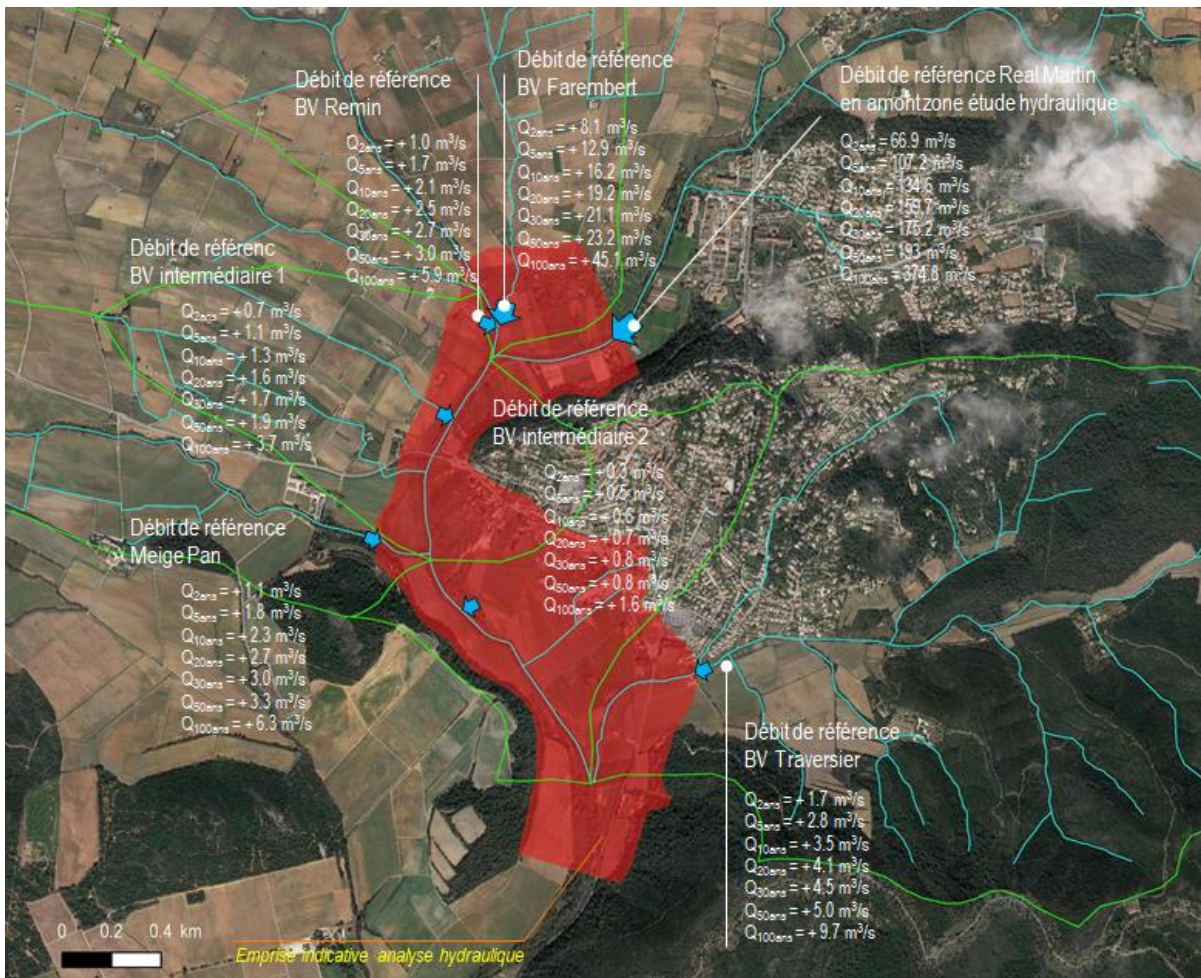 Débit de référence
BV Remin
Q2ans = + 1.0 m³/s
Q5ans = + 1.7 m³/s
Q10ans = + 2.1 m³/s
Q20ans = + 2.5 m³/s
Q30ans = + 2.7 m³/s
Q50ans = + 3.0 m³/s
Q100ans = + 5.9 m³/s
Débit de référence
BV Farembert
Q2ans = + 8.1 m³/s
Q5ans = + 12.9 m³/s
Q10ans = + 16.2 m³/s
Q20ans = + 19.2 m³/s
Q30ans = + 21.1 m³/s
Q50ans = + 23.2 m³/s
Q100ans = + 45.1 m³/s
Débit de référence Real Martin
en amontzone étude hydraulique
Q2ans = 66.9 m³/s
Q5ans = 107.2 m³/s
Q10ans = 134.6 m³/s
Q20ans = 159.7 m³/s
Q30ans = 175.2 m³/s
Q50ans = 193 m³/s
Q100ans = 374.8 m³/s
Débit de référenc
BV intermédiaire 1
Q2ans = +0.7 m³/s
Q5ans = + 1.1 m³/s
Q10ans = + 1.3 m³/s
Q20ans = + 1.6 m³/s
Q30ans = + 1.7 m³/s
Q50ans = + 1.9 m³/s
Q100ans = + 3.7 m³/s
Débit de référence
BV intermédiaire 2
Q2ans = +0.3 m³/s
Q5ans = +0.5 m³/s
Q10ans = +0.6 m³/s
Q20ans = +0.7 m³/s
Q30ans = +0.8 m³/s
Q50ans = +0.8 m³/s
Q100ans = + 1.6 m³/s
Débit de référence
Meige Pan
Q2ans = + 1.1 m³/s
Q5ans = + 1.8 m³/s
Q10ans = + 2.3 m³/s
Q20ans = + 2.7 m³/s
Q30ans = + 3.0 m³/s
Q50ans = + 3.3 m³/s
Q100ans = + 6.3 m³/s
Débit de référence
BV Traversier
Q2ans = + 1.7 m³/s
Q5ans = + 2.8 m³/s
Q10ans = + 3.5 m³/s
Q20ans = + 4.1 m³/s
Q30ans = + 4.5 m³/s
Q50ans = + 5.0 m³/s
Q100ans = + 9.7 m³/s
0 0.2 0.4 km
Emprise indicative analyse hydraulique